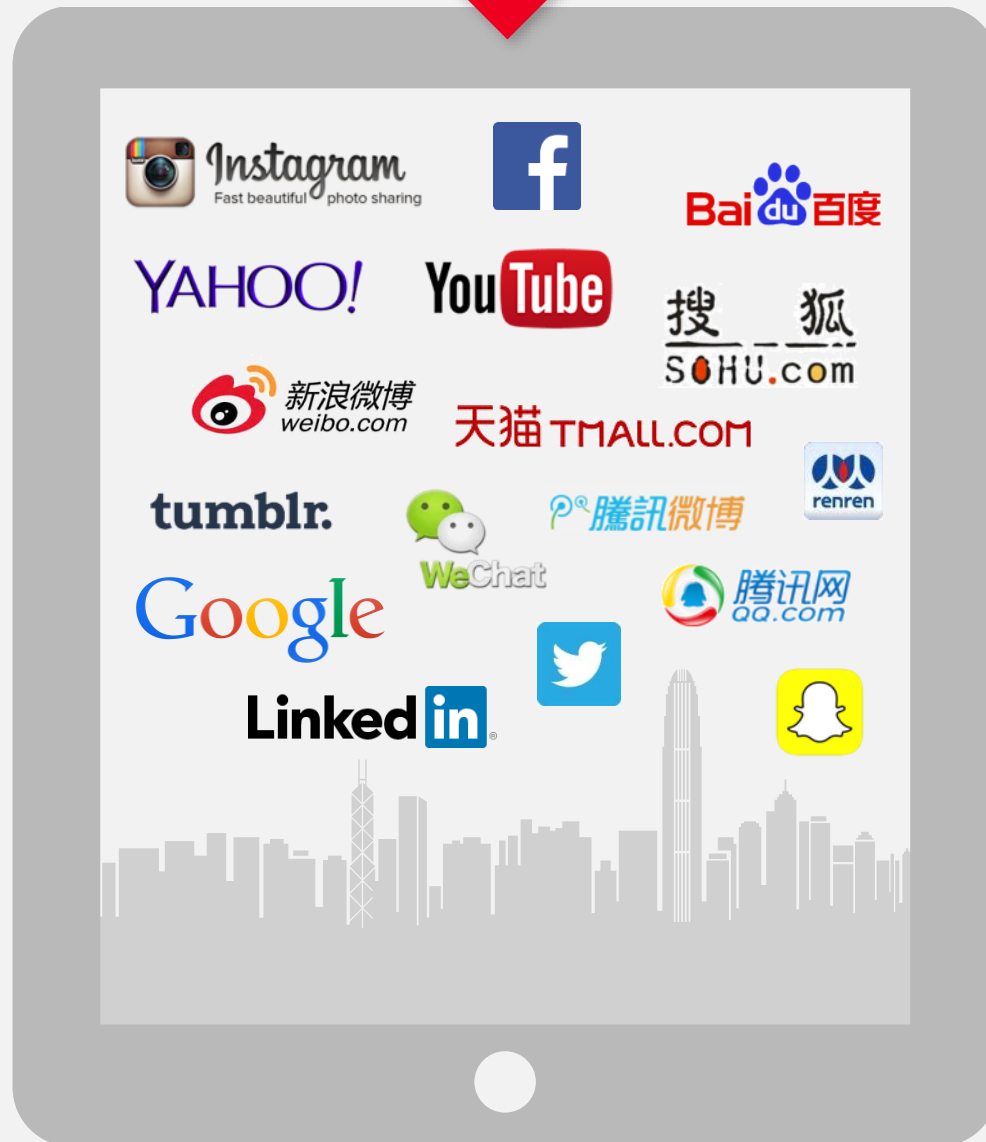 Instagram
Fast beautiful photo sharing
f
Bai du 百度
YAHOO!
YouTube
搜狐
SOHU.com
新浪微博
weibo.com
天猫 TMALL.COM
renren
tumblr.
WeChat
騰訊微博
Google
腾讯网
QQ.com
Linked in ®